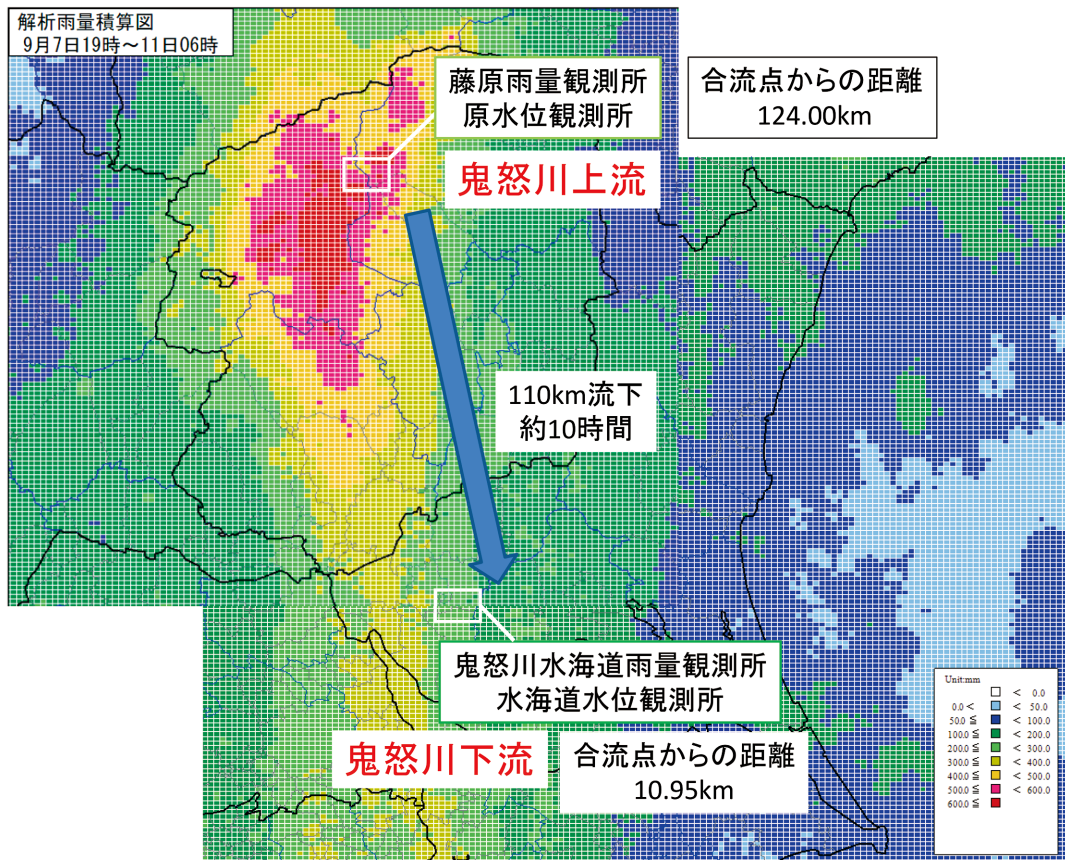 解析雨量積算図
9月7日19時～11日06時
藤原雨量観測所
原水位観測所
合流点からの距離
124.00km
鬼怒川上流
110km流下
約10時間
鬼怒川水海道雨量観測所
水海道水位観測所
鬼怒川下流
合流点からの距離
10.95km
Unit:mm
< 0.0
0.0 < < 50.0
50.0 ≦ < 100.0
100.0 ≦ < 200.0
200.0 ≦ < 300.0
300.0 ≦ < 400.0
400.0 ≦ < 500.0
500.0 ≦ < 600.0
600.0 ≦